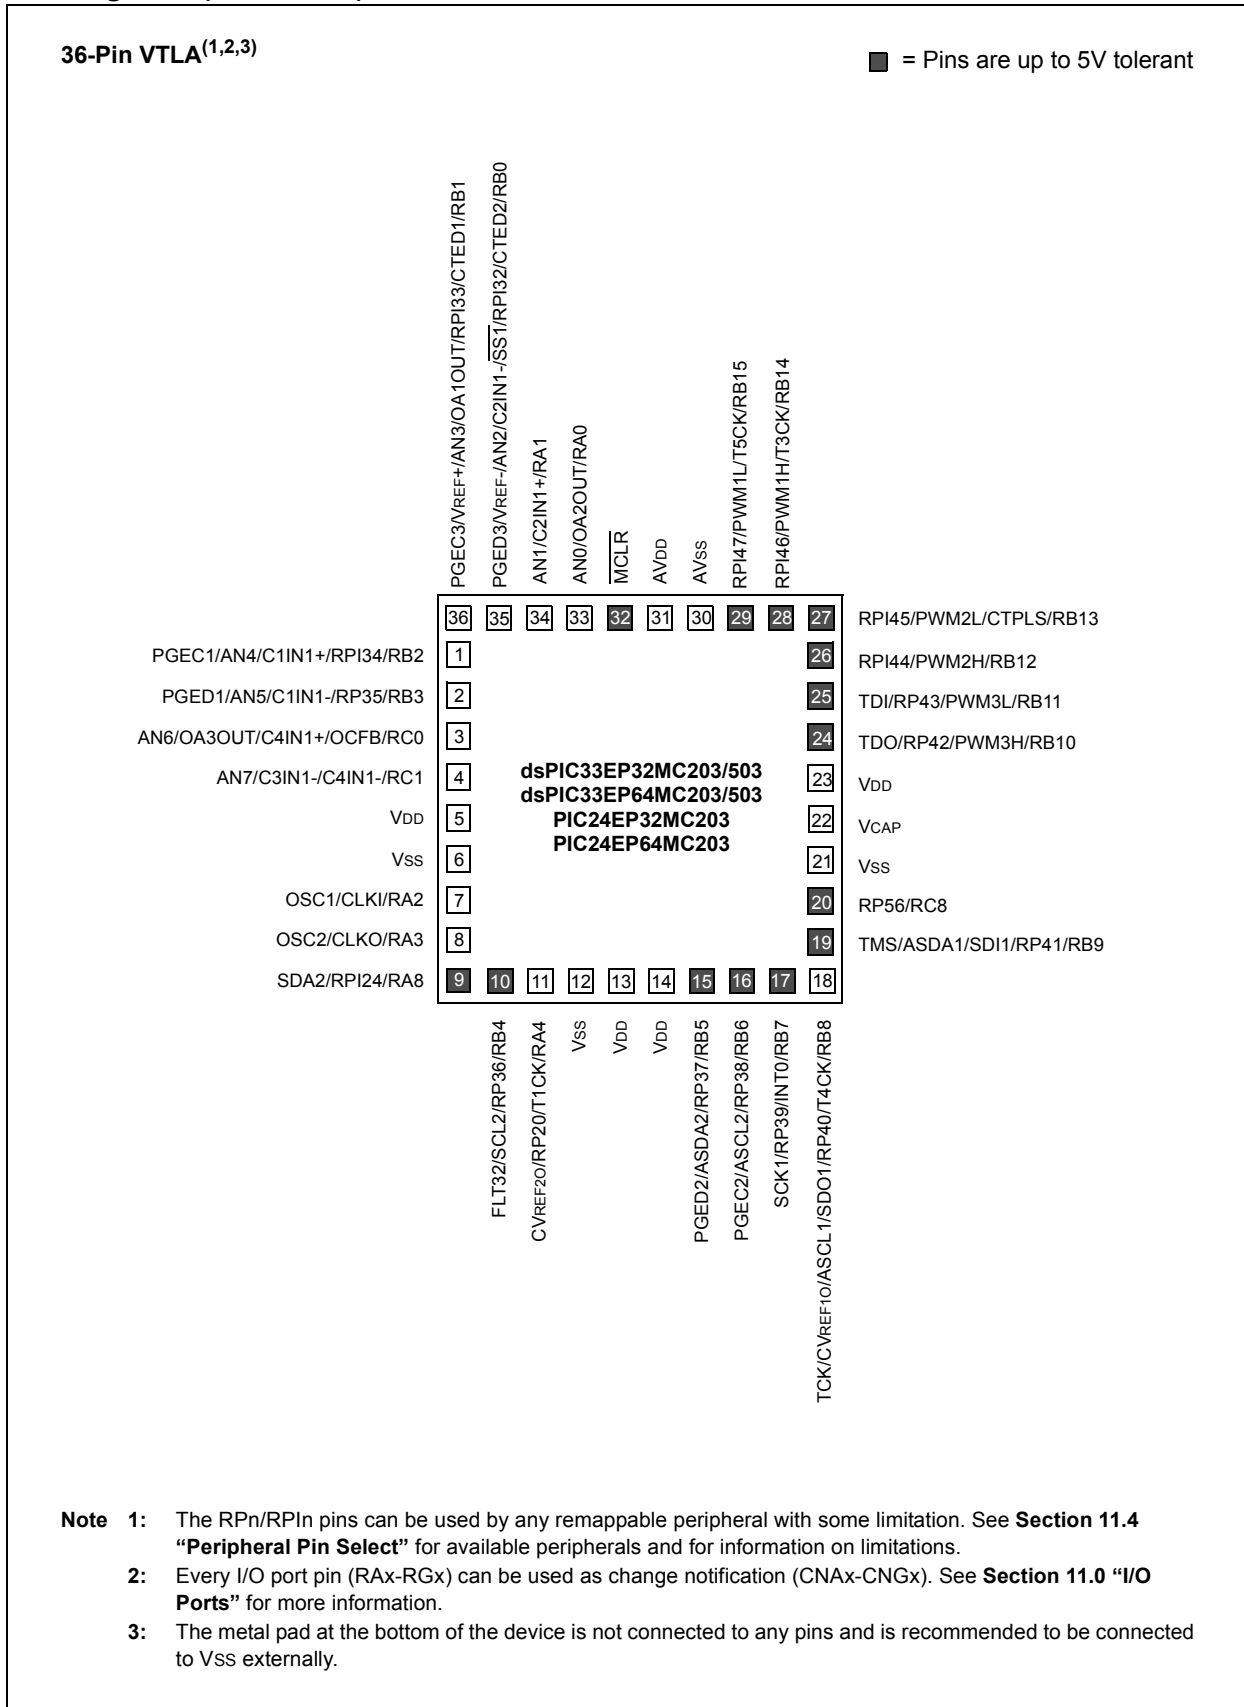 36-Pin VTLA(1,2,3)
= Pins are up to 5V tolerant
PGEC3/VREF+/AN3/OA1OUT/RPI33/CTED1/RB1
PGED3/VREF-/AN2/C2IN1-/SS1/RPI32/CTED2/RB0
AN1/C2IN1+/RA1
AN0/OA2OUT/RA0
MCLR
AVDD
AVSS
RPI47/PWM1L/T5CK/RB15
RPI46/PWM1H/T3CK/RB14
36 35 34 33 32 31 30 29 28 27 RPI45/PWM2L/CTPLS/RB13
PGEC1/AN4/C1IN1+/RPI34/RB2 1 26 RPI44/PWM2H/RB12
PGED1/AN5/C1IN1-/RP35/RB3 2 25 TDI/RP43/PWM3L/RB11
AN6/OA3OUT/C4IN1+/OCFB/RC0 3 24 TDO/RP42/PWM3H/RB10
AN7/C3IN1-/C4IN1-/RC1 4 23 VDD
VDD 5 22 VCAP
VSS 6 21 VSS
OSC1/CLKI/RA2 7 20 RP56/RC8
OSC2/CLKO/RA3 8 19 TMS/ASDA1/SDI1/RP41/RB9
dsPIC33EP32MC203/503
dsPIC33EP64MC203/503
PIC24EP32MC203
PIC24EP64MC203
SDA2/RPI24/RA8 9 10 11 12 13 14 15 16 17 18
FLT32/SCL2/RP36/RB4
CVREF2O/RP20/T1CK/RA4
VSS
VDD
VDD
PGED2/ASDA2/RP37/RB5
PGEC2/ASCL2/RP38/RB6
SCK1/RP39/INT0/RB7
TCK/CVREF1O/ASCL1/SDO1/RP40/T4CK/RB8
Note 1: The RPn/RPIn pins can be used by any remappable peripheral with some limitation. See Section 11.4
“Peripheral Pin Select” for available peripherals and for information on limitations.
2: Every I/O port pin (RAx-RGx) can be used as change notification (CNAx-CNGx). See Section 11.0 “I/O
Ports” for more information.
3: The metal pad at the bottom of the device is not connected to any pins and is recommended to be connected
to VSS externally.